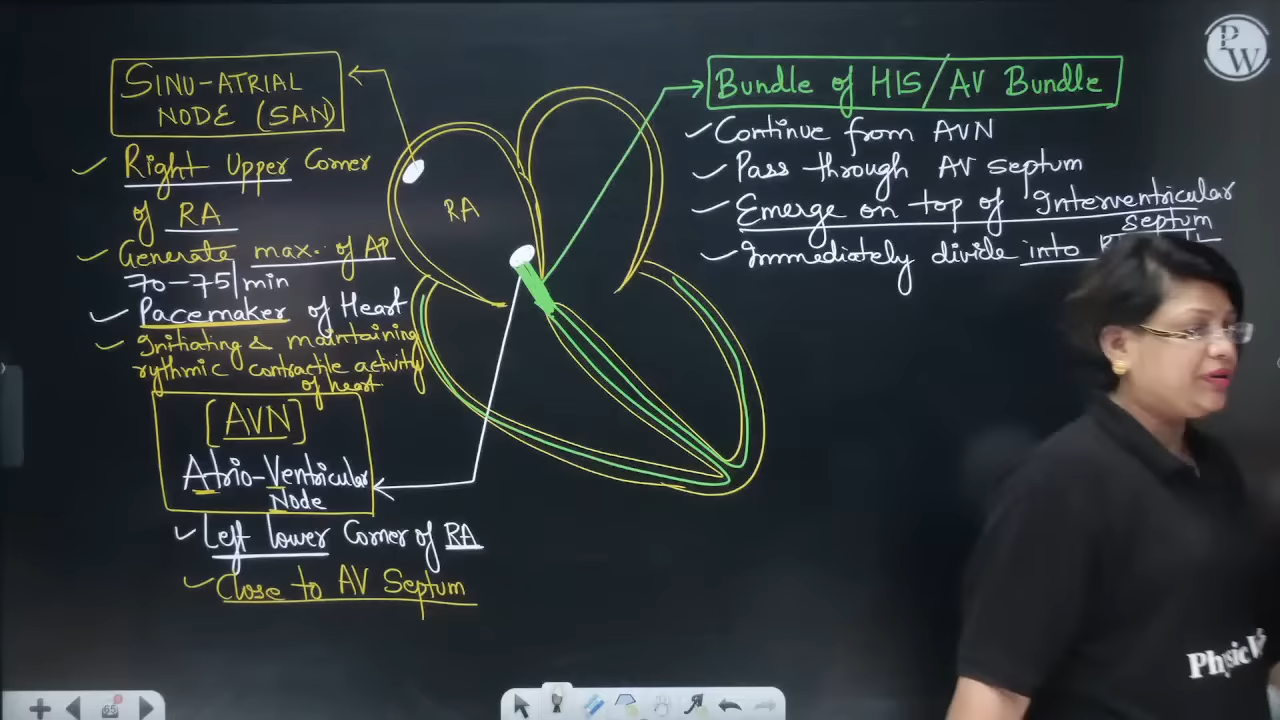 SINU-ATRIAL
NODE (SAN)
✓ Right Upper Corner
of RA
✓ Generate max. of AP
70-75/min
✓ Pacemaker of Heart
✓ Initiating & maintaining
rythmic contractile activity
of heart
[AVN]
Atrio-Ventricular
Node
✓ Left lower Corner of RA
✓ Close to AV Septum
RA
Bundle of HIS/AV Bundle
✓ Continue from AVN
✓ Pass through AV septum
✓ Emerge on top of Interventricular
septum
✓ Immediately divide into
PW
65